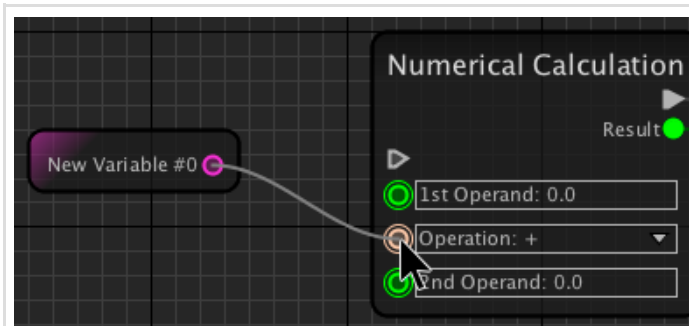 Numerical Calculation
Result
New Variable #0
1st Operand: 0.0
Operation: +
2nd Operand: 0.0